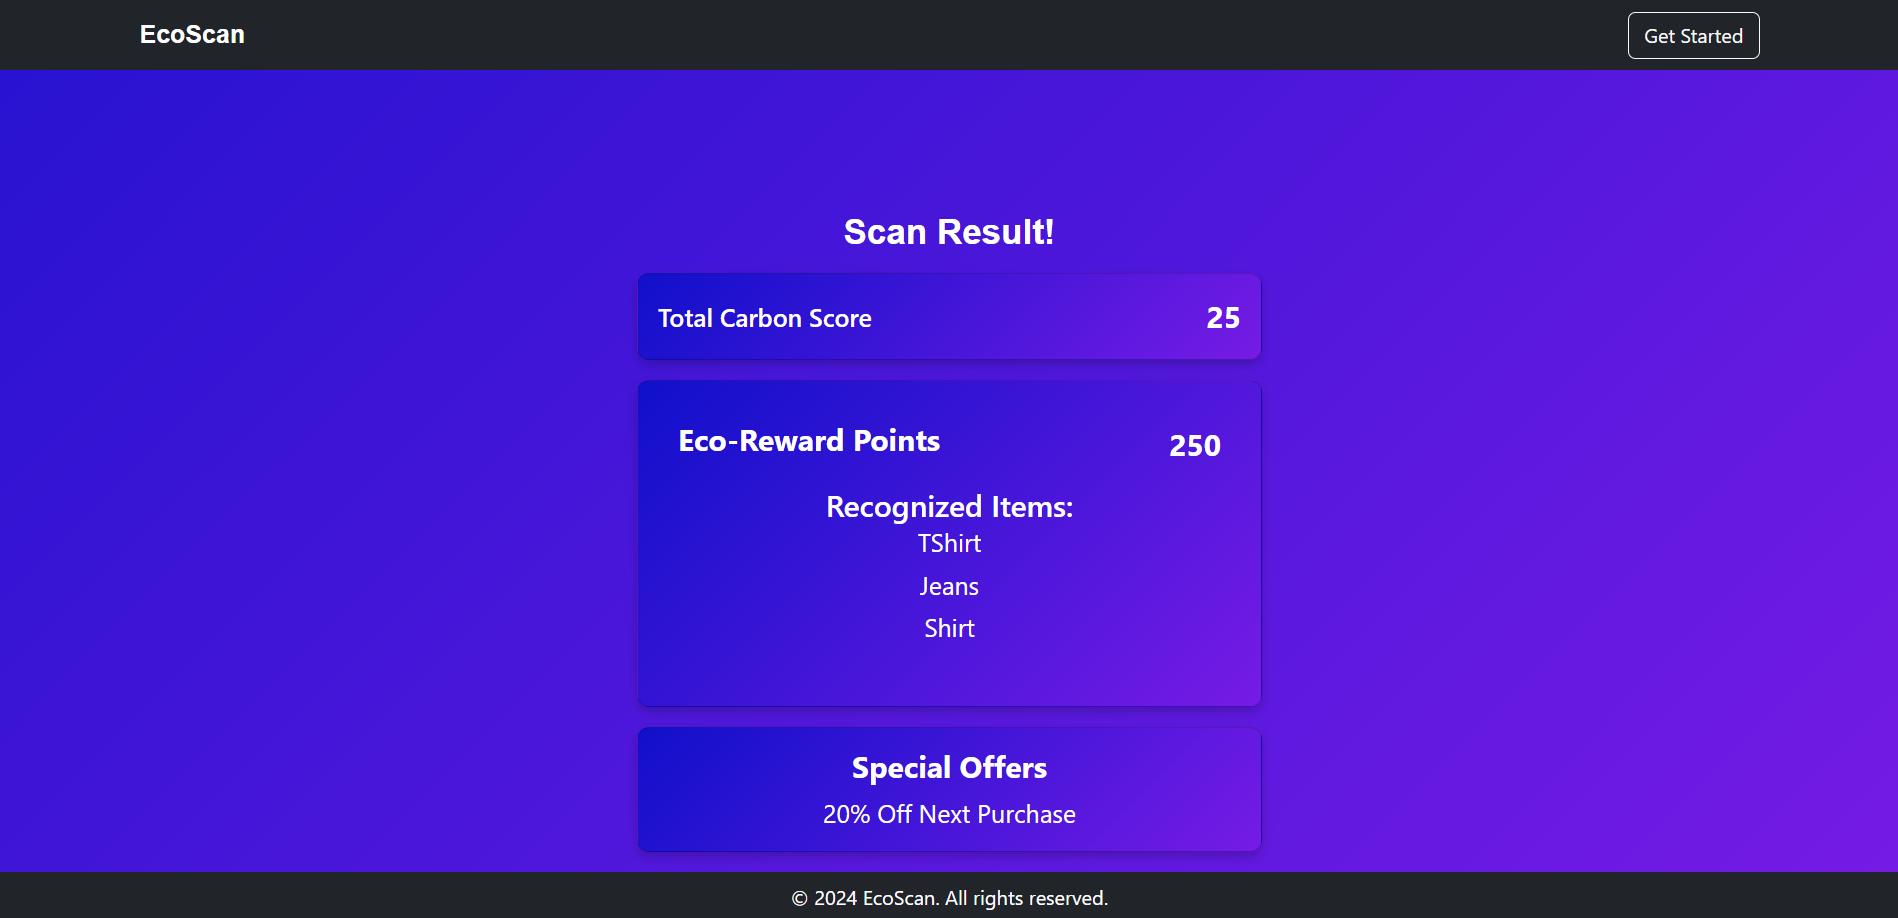 EcoScan
Get Started
Scan Result!
Total Carbon Score 25
Eco-Reward Points 250
Recognized Items:
TShirt
Jeans
Shirt
Special Offers
20% Off Next Purchase
© 2024 EcoScan. All rights reserved.